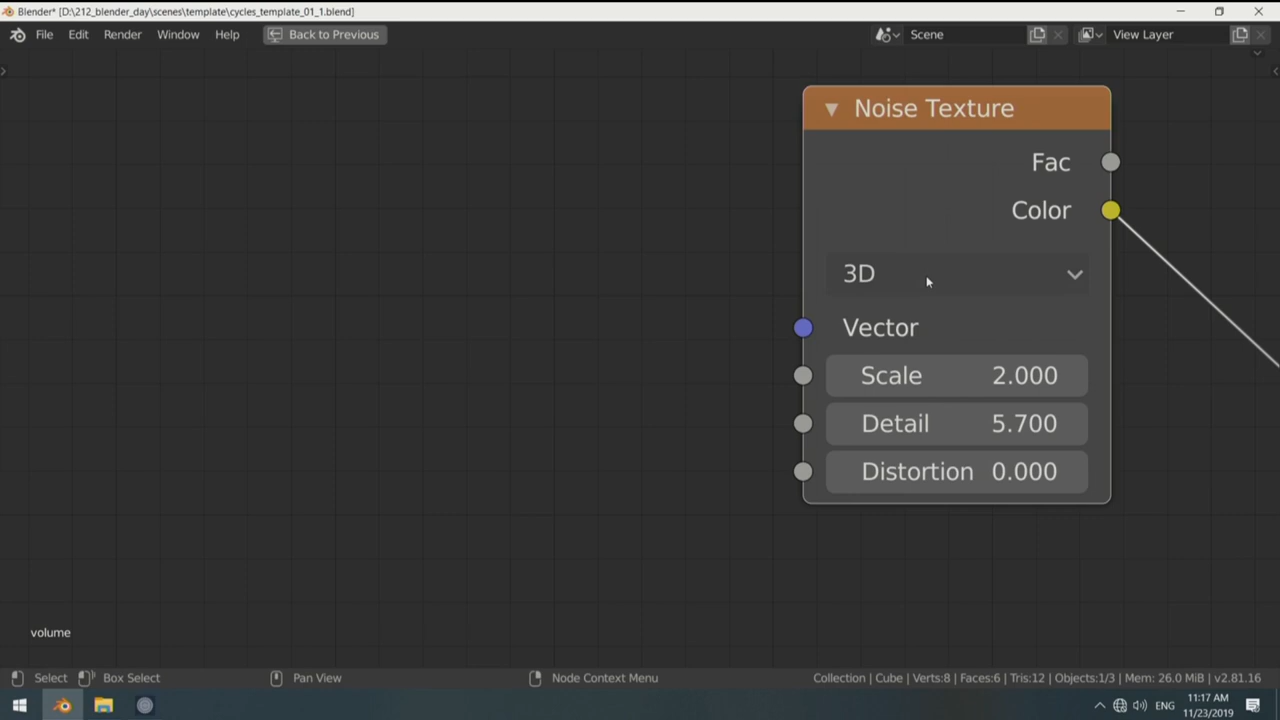 Blender* [D:\212_blender_day\scenes\template\cycles_template_01_1.blend]
File Edit Render Window Help Back to Previous Scene View Layer
Noise Texture
Fac
Color
3D
Vector
Scale 2.000
Detail 5.700
Distortion 0.000
volume
Select Box Select Pan View Node Context Menu Collection | Cube | Verts:8 | Faces:6 | Tris:12 | Objects:1/3 | Mem: 26.0 MiB | v2.81.16
11:17 AM
ENG
11/23/2019